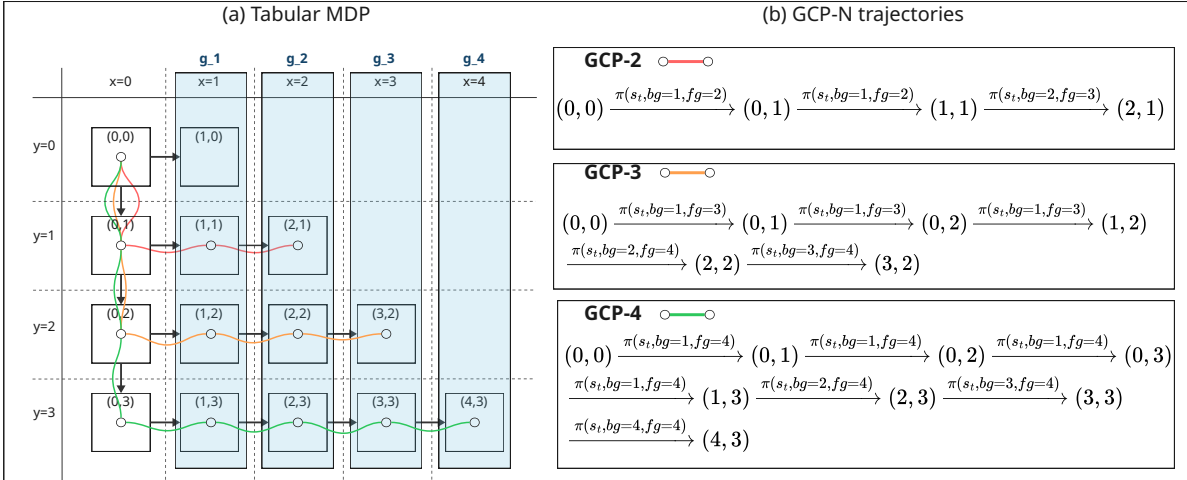 (a) Tabular MDP
g_1 g_2 g_3 g_4
x=0 x=1 x=2 x=3 x=4
y=0
(0,0) (1,0)
y=1
(0,1) (1,1) (2,1)
y=2
(0,2) (1,2) (2,2) (3,2)
y=3
(0,3) (1,3) (2,3) (3,3) (4,3)
(b) GCP-N trajectories
GCP-2
π(s_t,bg=1,fg=2) π(s_t,bg=1,fg=2) π(s_t,bg=2,fg=3)
(0, 0) ⟶ (0, 1) ⟶ (1, 1) ⟶ (2, 1)
GCP-3
π(s_t,bg=1,fg=3) π(s_t,bg=1,fg=3) π(s_t,bg=1,fg=3)
(0, 0) ⟶ (0, 1) ⟶ (0, 2) ⟶ (1, 2)
π(s_t,bg=2,fg=4) π(s_t,bg=3,fg=4)
⟶ (2, 2) ⟶ (3, 2)
GCP-4
π(s_t,bg=1,fg=4) π(s_t,bg=1,fg=4) π(s_t,bg=1,fg=4)
(0, 0) ⟶ (0, 1) ⟶ (0, 2) ⟶ (0, 3)
π(s_t,bg=1,fg=4) π(s_t,bg=2,fg=4) π(s_t,bg=3,fg=4)
⟶ (1, 3) ⟶ (2, 3) ⟶ (3, 3)
π(s_t,bg=4,fg=4)
⟶ (4, 3)